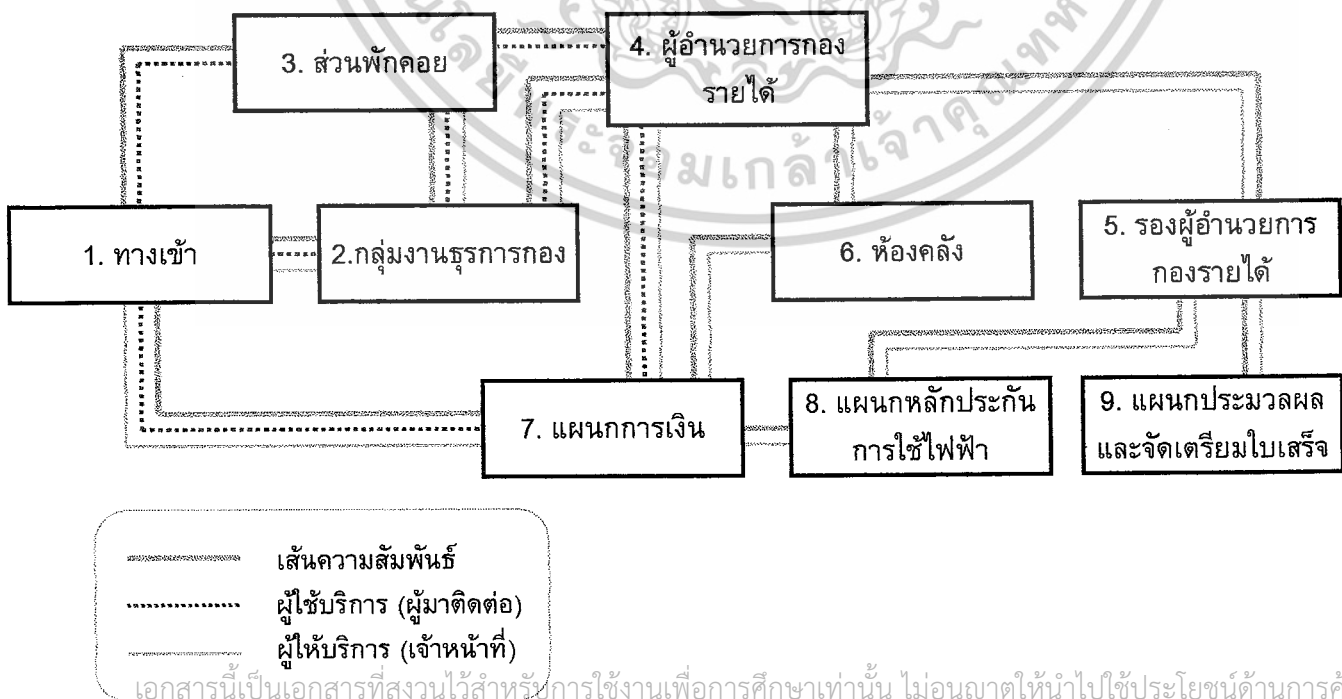 3. ส่วนพักคอย
4. ผู้อำนวยการกอง
รายได้
1. ทางเข้า
2.กลุ่มงานธุรการกอง
6. ห้องคลัง
5. รองผู้อำนวยการ
กองรายได้
7. แผนกการเงิน
8. แผนกหลักประกัน
การใช้ไฟฟ้า
9. แผนกประมวลผล
และจัดเตรียมใบเสร็จ
เส้นความสัมพันธ์
ผู้ใช้บริการ (ผู้มาติดต่อ)
ผู้ให้บริการ (เจ้าหน้าที่)
เอกสารนี้เป็นเอกสารที่สงวนไว้สำหรับการใช้งานเพื่อการศึกษาเท่านั้น ไม่อนุญาตให้นำไปใช้ประโยชน์ด้านการค